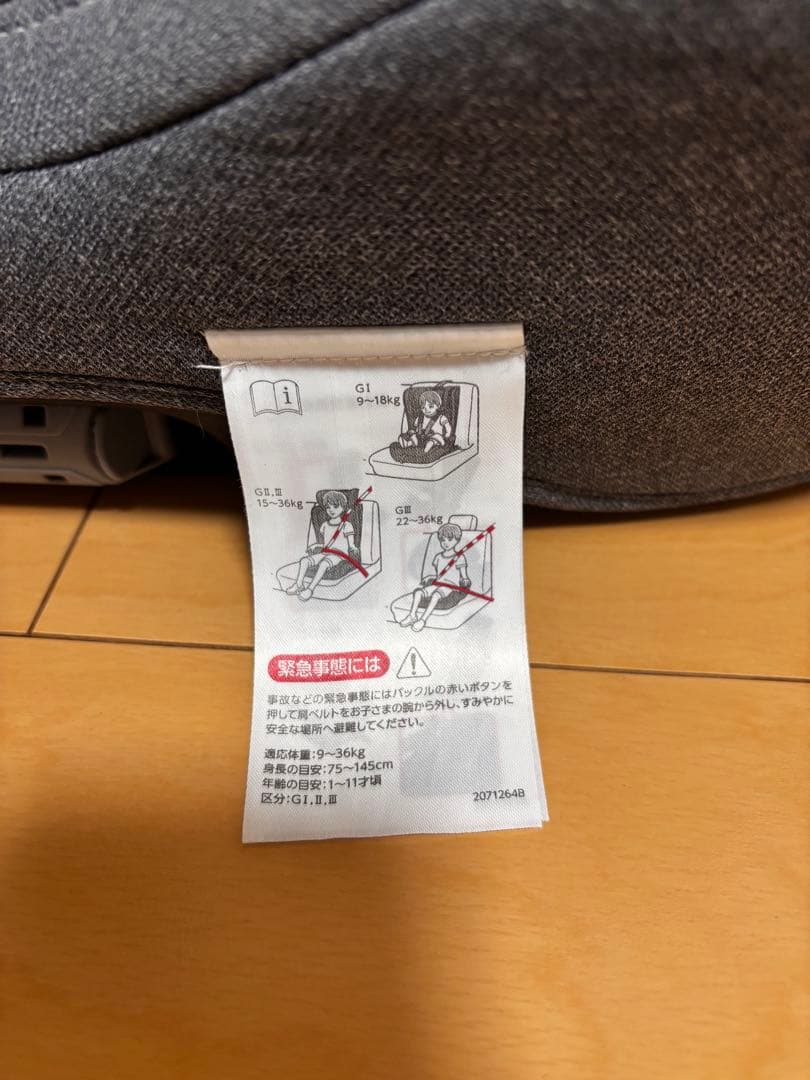 i
GⅠ
9〜18kg
GⅡ,Ⅲ
15〜36kg
GⅢ
22〜36kg
緊急事態には
事故などの緊急事態にはバックルの赤いボタンを
押して肩ベルトをお子さまの腕から外し、すみやかに
安全な場所へ避難してください。
適応体重:9〜36kg
身長の目安:75〜145cm
年齢の目安:1〜11才頃
区分:GⅠ,Ⅱ,Ⅲ
2071264B